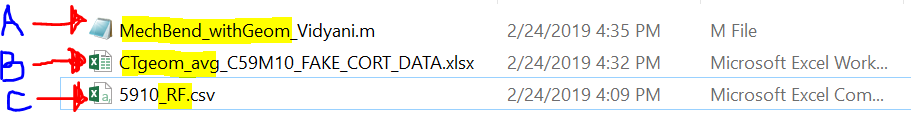 A MechBend_withGeom_Vidyani.m 2/24/2019 4:35 PM M File
B CTgeom_avg_C59M10_FAKE_CORT_DATA.xlsx 2/24/2019 4:32 PM Microsoft Excel Work...
C 5910_RF.csv 2/24/2019 4:09 PM Microsoft Excel Com...